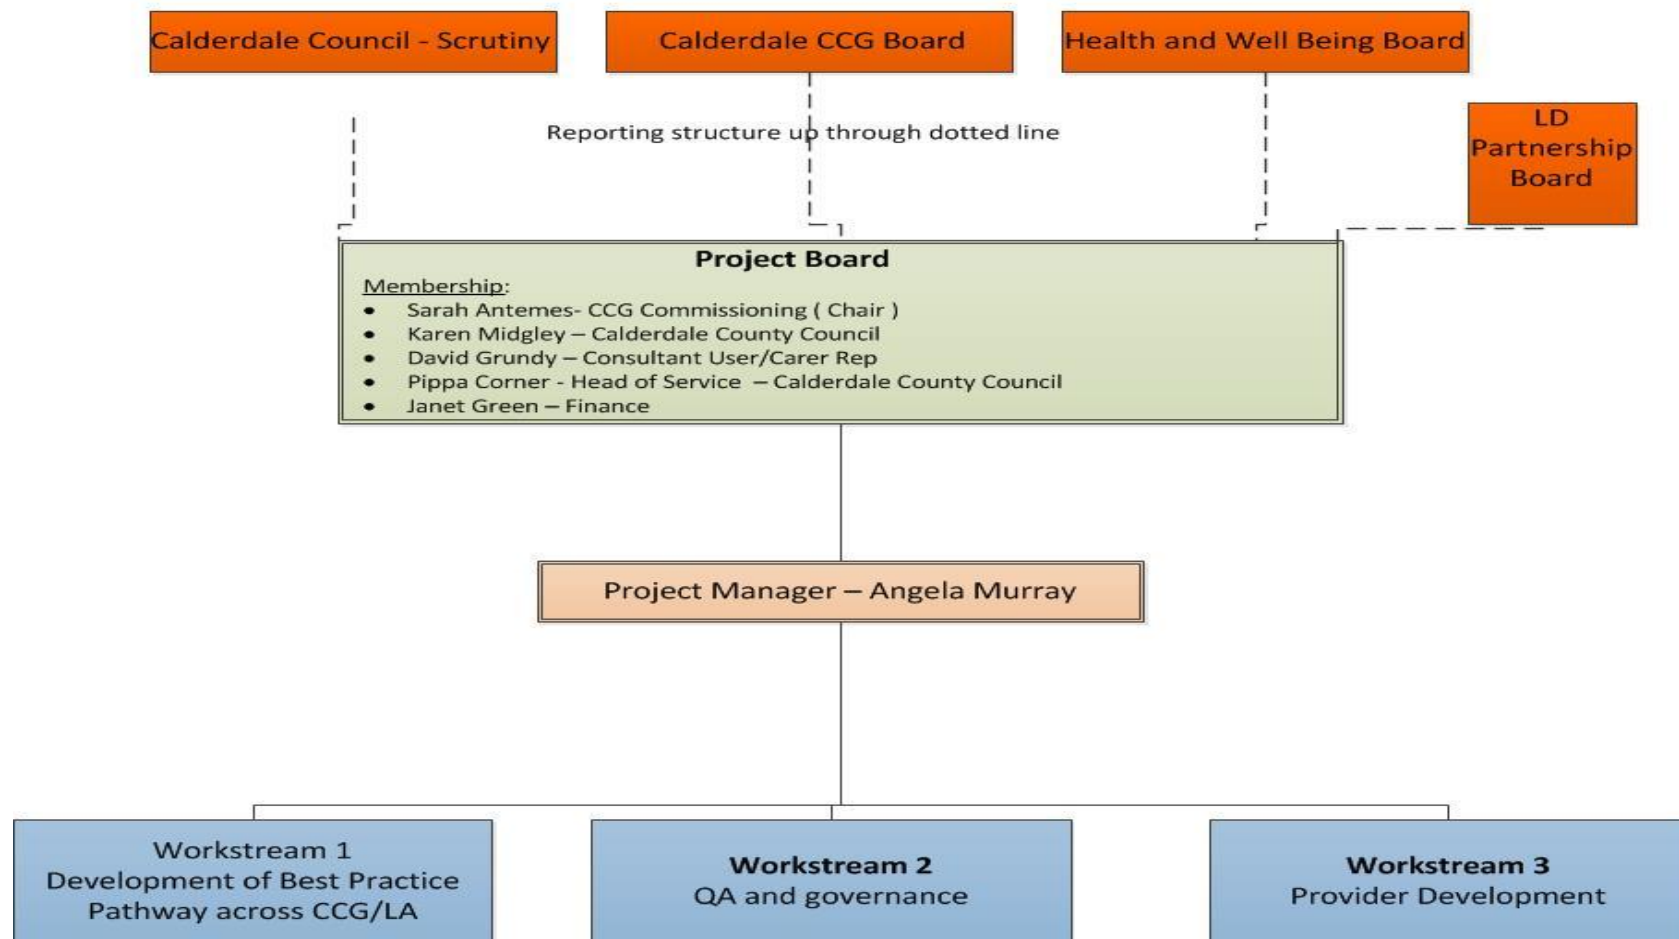 Calderdale Council - Scrutiny
Calderdale CCG Board
Health and Well Being Board
LD
Partnership
Board
Reporting structure up through dotted line
Project Board
Membership:
• Sarah Antemes- CCG Commissioning ( Chair )
• Karen Midgley – Calderdale County Council
• David Grundy – Consultant User/Carer Rep
• Pippa Corner - Head of Service – Calderdale County Council
• Janet Green – Finance
Project Manager – Angela Murray
Workstream 1
Development of Best Practice
Pathway across CCG/LA
Workstream 2
QA and governance
Workstream 3
Provider Development